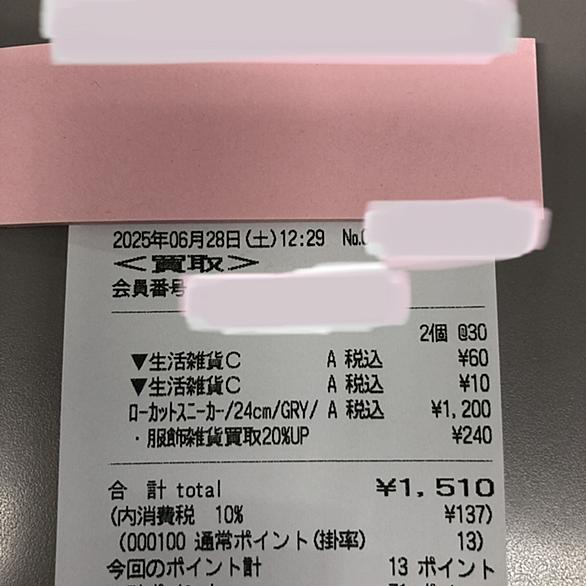 2025年06月28日(土)12:29 No.
＜買取＞
会員番号
2個 @30
▼生活雑貨C A 税込 ¥60
▼生活雑貨C A 税込 ¥10
ローカットスニーカー/24cm/GRY/ A 税込 ¥1,200
・服飾雑貨買取20%UP ¥240
合 計 total ¥1,510
(内消費税 10% ¥137)
(000100 通常ポイント(掛率) 13)
今回のポイント計 13 ポイント